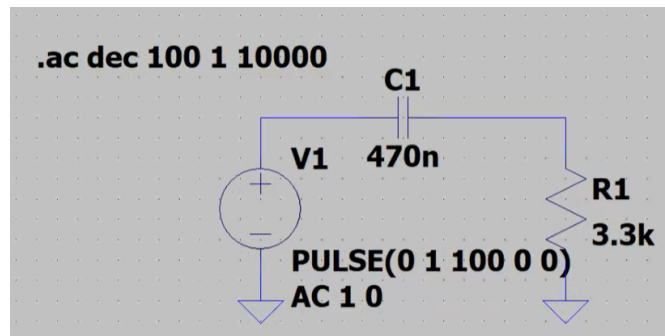 .ac dec 100 1 10000
C1
V1
470n
R1
3.3k
PULSE(0 1 100 0 0)
AC 1 0